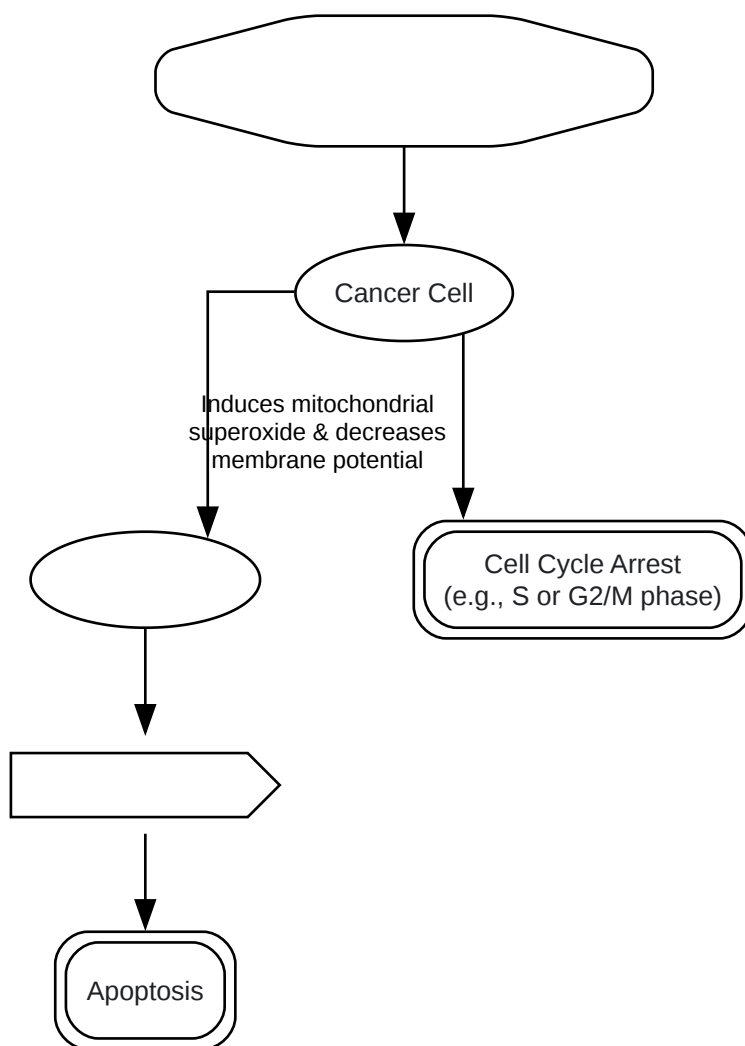 Cancer Cell
Induces mitochondrial
superoxide & decreases
membrane potential
Cell Cycle Arrest
(e.g., S or G2/M phase)
Apoptosis